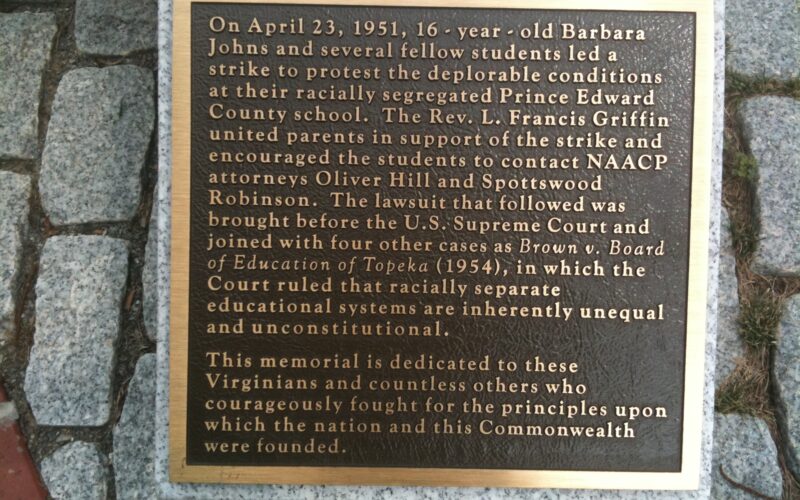 On April 23, 1951, 16 - year - old Barbara
Johns and several fellow students led a
strike to protest the deplorable conditions
at their racially segregated Prince Edward
County school. The Rev. L. Francis Griffin
united parents in support of the strike and
encouraged the students to contact NAACP
attorneys Oliver Hill and Spottswood
Robinson. The lawsuit that followed was
brought before the U.S. Supreme Court and
joined with four other cases as Brown v. Board
of Education of Topeka (1954), in which the
Court ruled that racially separate
educational systems are inherently unequal
and unconstitutional.
This memorial is dedicated to these
Virginians and countless others who
courageously fought for the principles upon
which the nation and this Commonwealth
were founded.